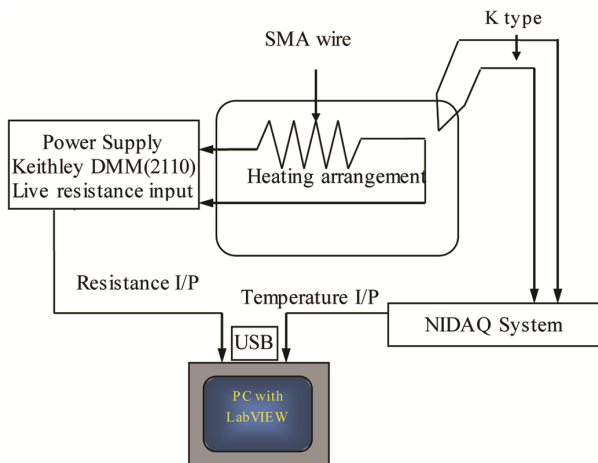 K type
SMA wire
Power Supply
Keithley DMM(2110)
Live resistance input
Heating arrangement
Resistance I/P
Temperature I/P
NIDAQ System
USB
PC with
LabVIEW